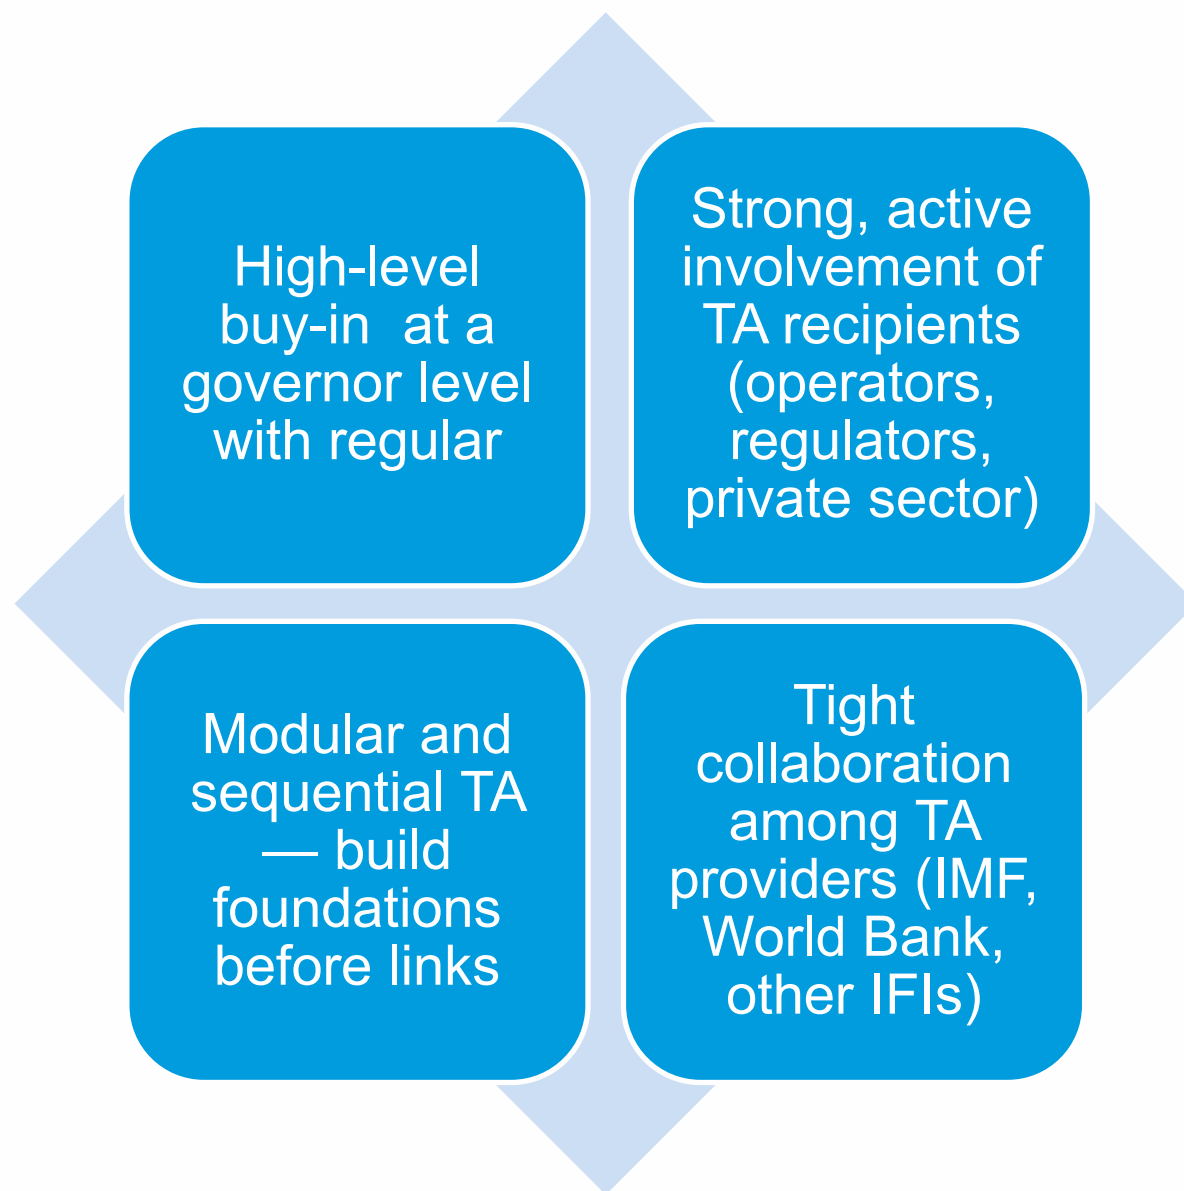 High-level
buy-in  at a
governor level
with regular
Strong, active
involvement of
TA recipients
(operators,
regulators,
private sector)
Modular and
sequential TA
— build
foundations
before links
Tight
collaboration
among TA
providers (IMF,
World Bank,
other IFIs)